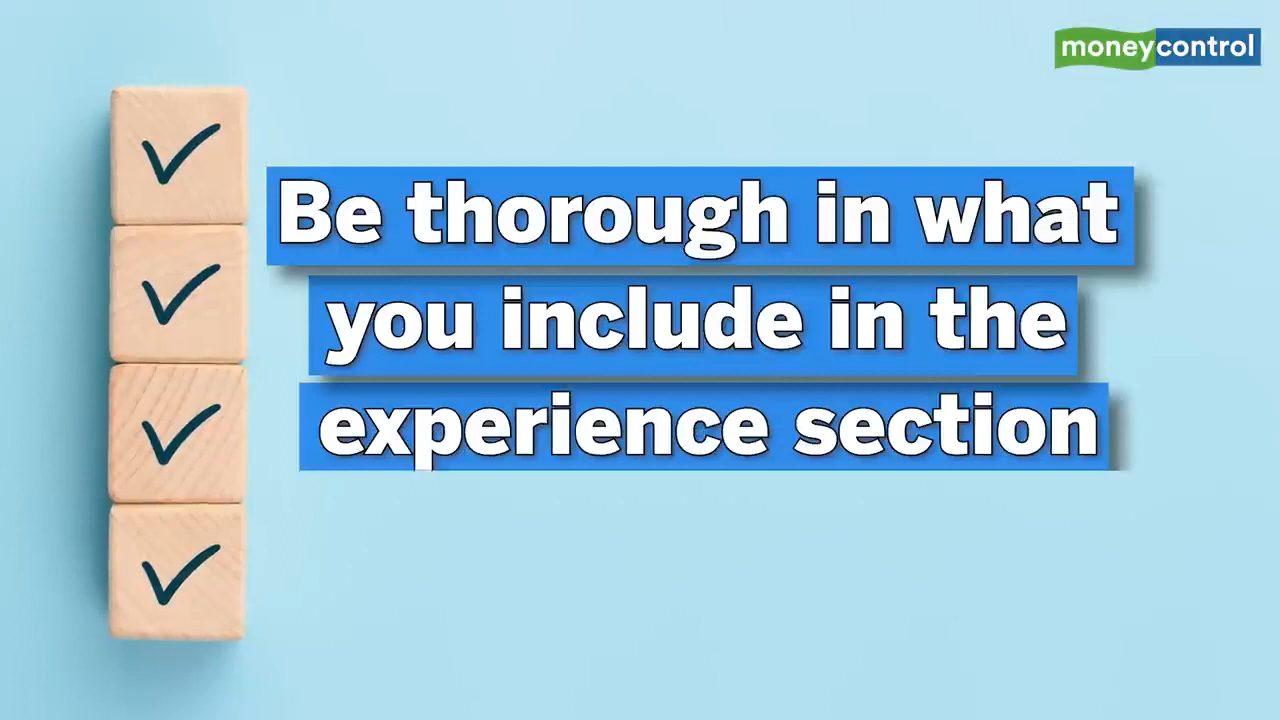 moneycontrol
Be thorough in what
you include in the
experience section